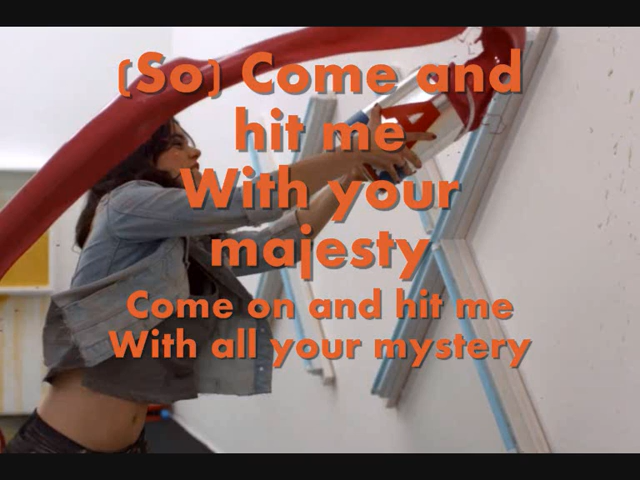 (So) Come and
hit me
With your
majesty
Come on and hit me
With all your mystery